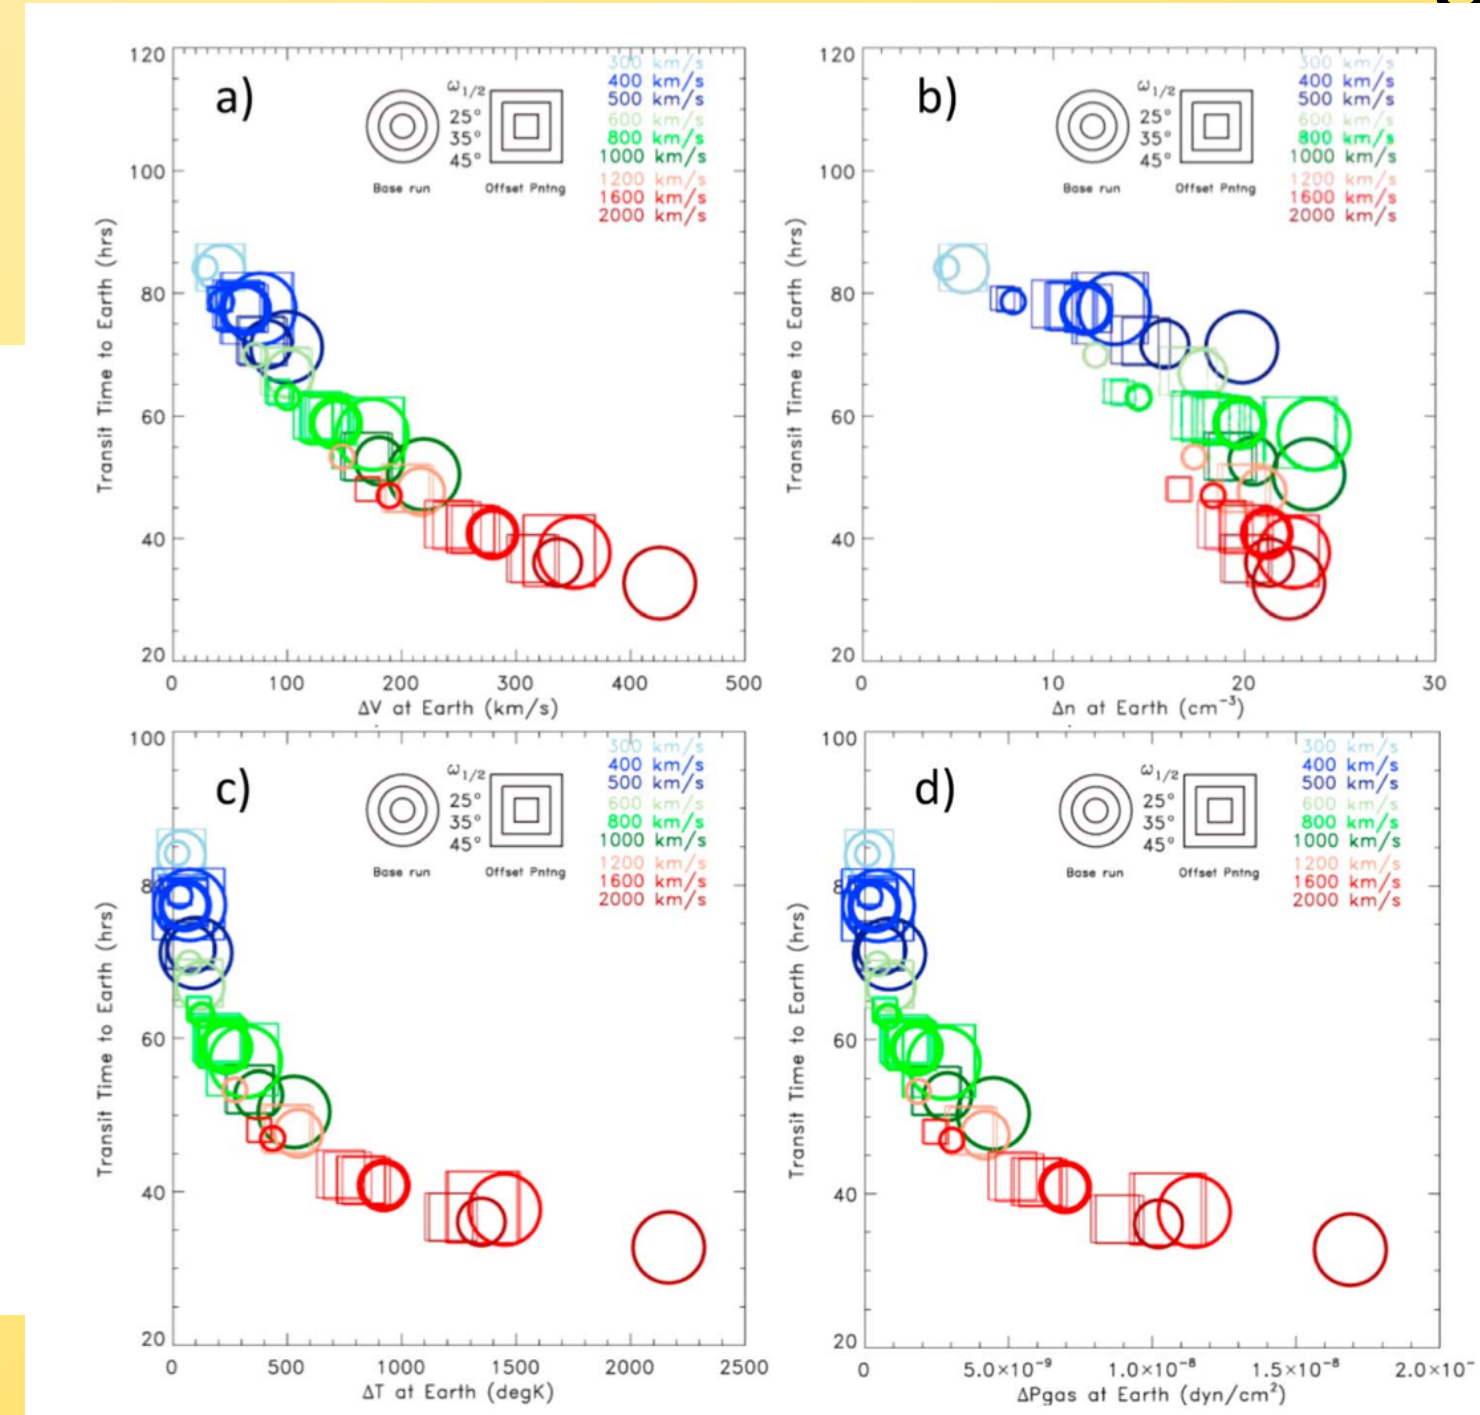 a)
120
100
80
60
40
20
Transit Time to Earth (hrs)
ω1/2
25°
35°
45°
Base run
Offset Pntng
300 km/s
400 km/s
500 km/s
600 km/s
800 km/s
1000 km/s
1200 km/s
1600 km/s
2000 km/s
0 100 200 300 400 500
ΔV at Earth (km/s)
b)
120
100
80
60
40
20
Transit Time to Earth (hrs)
ω1/2
25°
35°
45°
Base run
Offset Pntng
300 km/s
400 km/s
500 km/s
600 km/s
800 km/s
1000 km/s
1200 km/s
1600 km/s
2000 km/s
0 10 20 30
Δn at Earth (cm⁻³)
c)
100
60
40
20
Transit Time to Earth (hrs)
ω1/2
25°
35°
45°
Base run
Offset Pntng
300 km/s
400 km/s
500 km/s
600 km/s
800 km/s
1000 km/s
1200 km/s
1600 km/s
2000 km/s
0 500 1000 1500 2000 2500
ΔT at Earth (degK)
d)
100
60
40
20
Transit Time to Earth (hrs)
ω1/2
25°
35°
45°
Base run
Offset Pntng
300 km/s
400 km/s
500 km/s
600 km/s
800 km/s
1000 km/s
1200 km/s
1600 km/s
2000 km/s
0 5.0×10⁻⁹ 1.0×10⁻⁸ 1.5×10⁻⁸ 2.0×10⁻
ΔPgas at Earth (dyn/cm²)